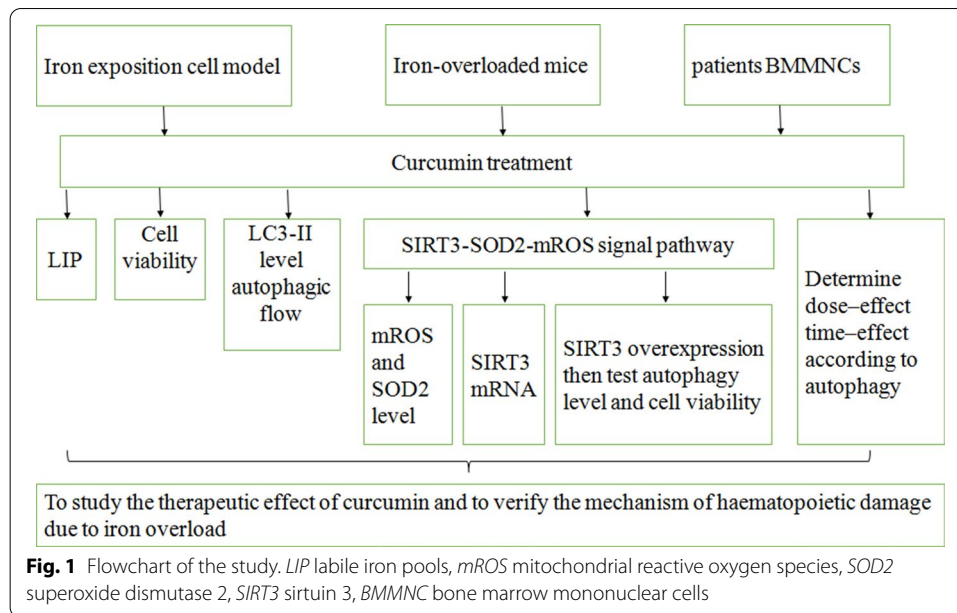 Iron exposition cell model
Iron-overloaded mice
patients BMMNCs
Curcumin treatment
LIP
Cell
viability
LC3-II
level
autophagic
flow
SIRT3-SOD2-mROS signal pathway
mROS
and
SOD2
level
SIRT3
mRNA
SIRT3 overexpression
then test autophagy
level and cell viability
Determine
dose–effect
time–effect
according to
autophagy
To study the therapeutic effect of curcumin and to verify the mechanism of haematopoietic damage
due to iron overload
Fig. 1 Flowchart of the study. LIP labile iron pools, mROS mitochondrial reactive oxygen species, SOD2
superoxide dismutase 2, SIRT3 sirtuin 3, BMMNC bone marrow mononuclear cells